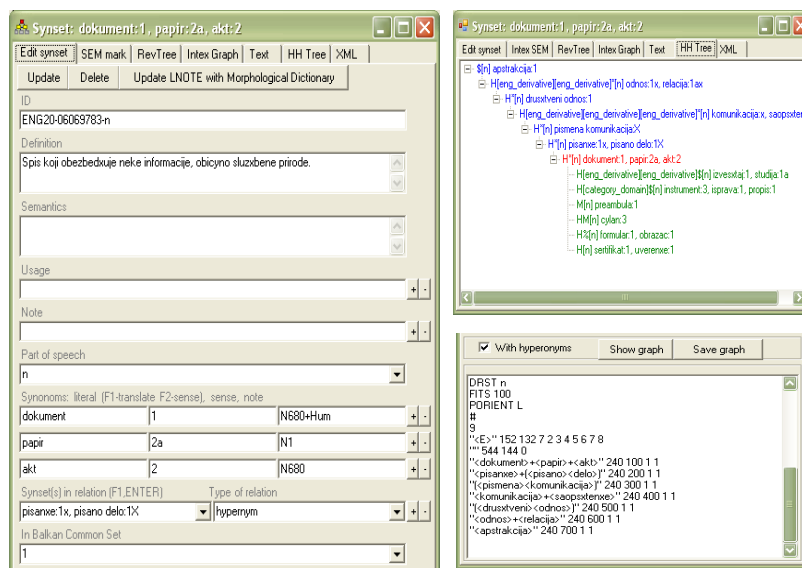 Synset: dokument:1, papir:2a, akt:2
Edit synset SEM mark RevTree Intex Graph Text HH Tree XML
Update Delete Update LNOTE with Morphological Dictionary
ID
ENG20-06069783-n
Definition
Spis koji obezbedxuje neke informacije, obicyno sluzxbene prirode.
Semantics
Usage
+ -
Note
+ -
Part of speech
n
Synonoms: literal (F1-translate F2-sense), sense, note
dokument 1 N680+Hum + -
papir 2a N1 + -
akt 2 N680 + -
Synset(s) in relation (F1,ENTER) Type of relation
pisanxe:1x, pisano delo:1X hypernym + -
In Balkan Common Set
1
Synset: dokument:1, papir:2a, akt:2
Edit synset Intex SEM RevTree Intex Graph Text HH Tree XML
$[n] apstrakcija:1
H[eng_derivative][eng_derivative]*[n] odnos:1x, relacija:1ax
H*[n] drusxtveni odnos:1
H[eng_derivative][eng_derivative][eng_derivative]*[n] komunikacija:x, saopsxter
H*[n] pismena komunikacija:X
H*[n] pisanxe:1x, pisano delo:1X
H*[n] dokument:1, papir:2a, akt:2
H[eng_derivative][eng_derivative]$[n] izvesxtaj:1, studija:1a
H[category_domain]$[n] instrument:3, isprava:1, propis:1
M[n] preambula:1
HM[n] cylan:3
H%[n] formular:1, obrazac:1
H[n] sertifikat:1, uverenxe:1
With hyperonyms Show graph Save graph
DRST n
FITS 100
PORIENT L
#
9
"<E>" 152 132 7 2 3 4 5 6 7 8
"" 544 144 0
"<dokument>+<papir>+<akt>" 240 100 1 1
"<pisanxe>+(<pisano><delo>)" 240 200 1 1
"(<pismena><komunikacija>)" 240 300 1 1
"<komunikacija>+<saopsxtenxe>" 240 400 1 1
"(<drusxtveni><odnos>)" 240 500 1 1
"<odnos>+<relacija>" 240 600 1 1
"<apstrakcija>" 240 700 1 1